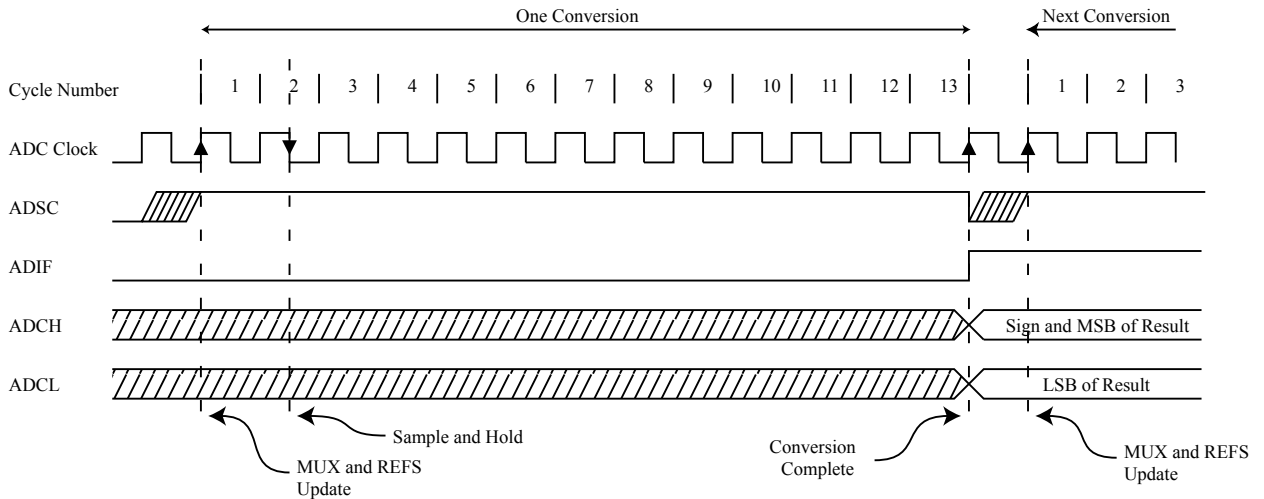 One Conversion
Next Conversion
Cycle Number
1 2 3 4 5 6 7 8 9 10 11 12 13 1 2 3
ADC Clock
ADSC
ADIF
ADCH
Sign and MSB of Result
ADCL
LSB of Result
Sample and Hold
MUX and REFS
Update
Conversion
Complete
MUX and REFS
Update